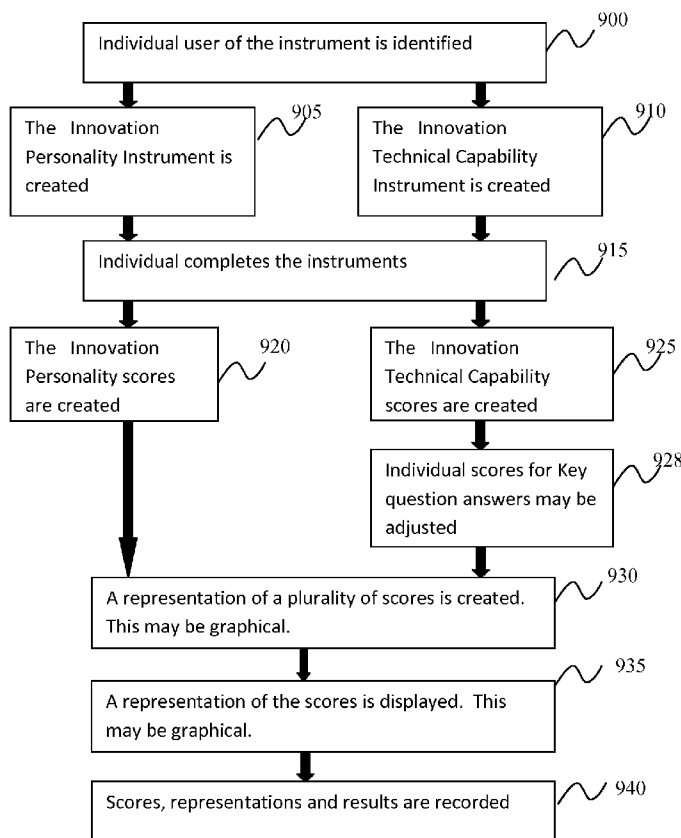 900
Individual user of the instrument is identified
905
The Innovation
Personality Instrument is
created
910
The Innovation
Technical Capability
Instrument is created
915
Individual completes the instruments
920
The Innovation
Personality scores
are created
925
The Innovation
Technical Capability
scores are created
928
Individual scores for Key
question answers may be
adjusted
930
A representation of a plurality of scores is created.
This may be graphical.
935
A representation of the scores is displayed. This
may be graphical.
940
Scores, representations and results are recorded